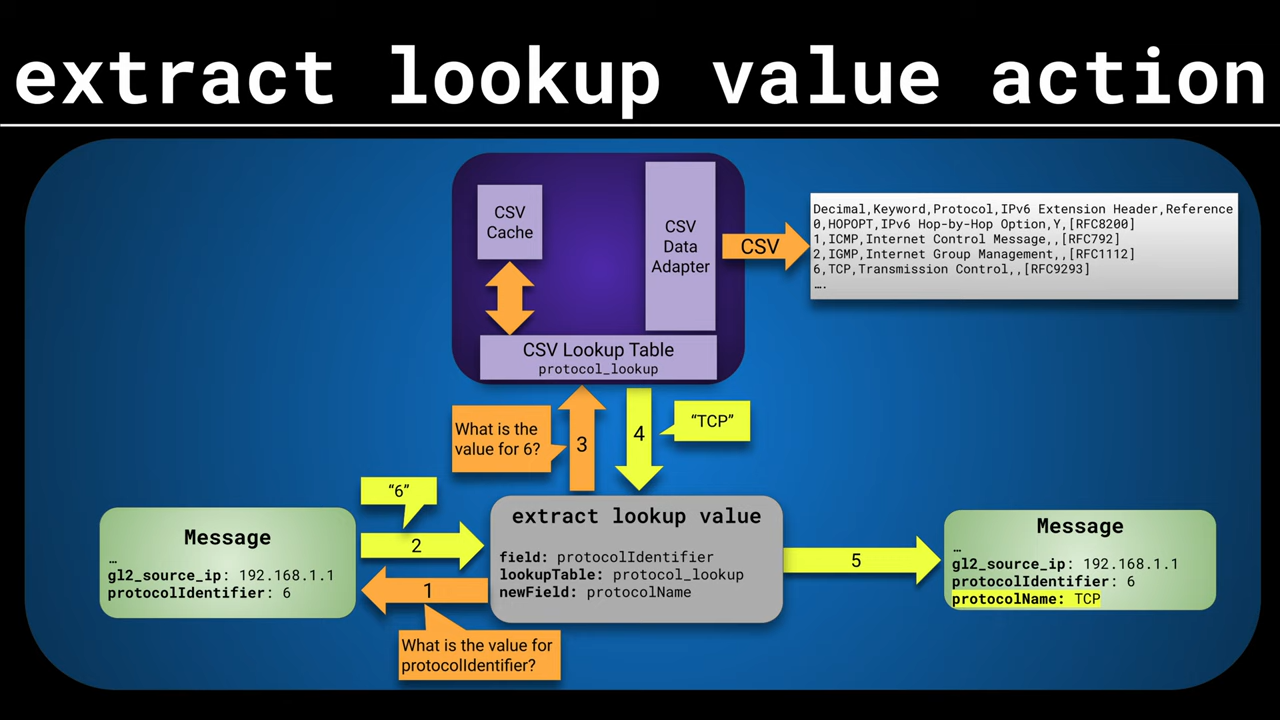 extract lookup value action
CSV
Cache
CSV
Data
Adapter
CSV
Decimal,Keyword,Protocol,IPv6 Extension Header,Reference
0,HOPOPT,IPv6 Hop-by-Hop Option,Y,[RFC8200]
1,ICMP,Internet Control Message,,[RFC792]
2,IGMP,Internet Group Management,,[RFC1112]
6,TCP,Transmission Control,,[RFC9293]
….
CSV Lookup Table
protocol_lookup
What is the
value for 6?
3
4
“TCP”
“6”
2
1
What is the value for
protocolIdentifier?
Message
…
gl2_source_ip: 192.168.1.1
protocolIdentifier: 6
extract lookup value
field: protocolIdentifier
lookupTable: protocol_lookup
newField: protocolName
5
Message
…
gl2_source_ip: 192.168.1.1
protocolIdentifier: 6
protocolName: TCP